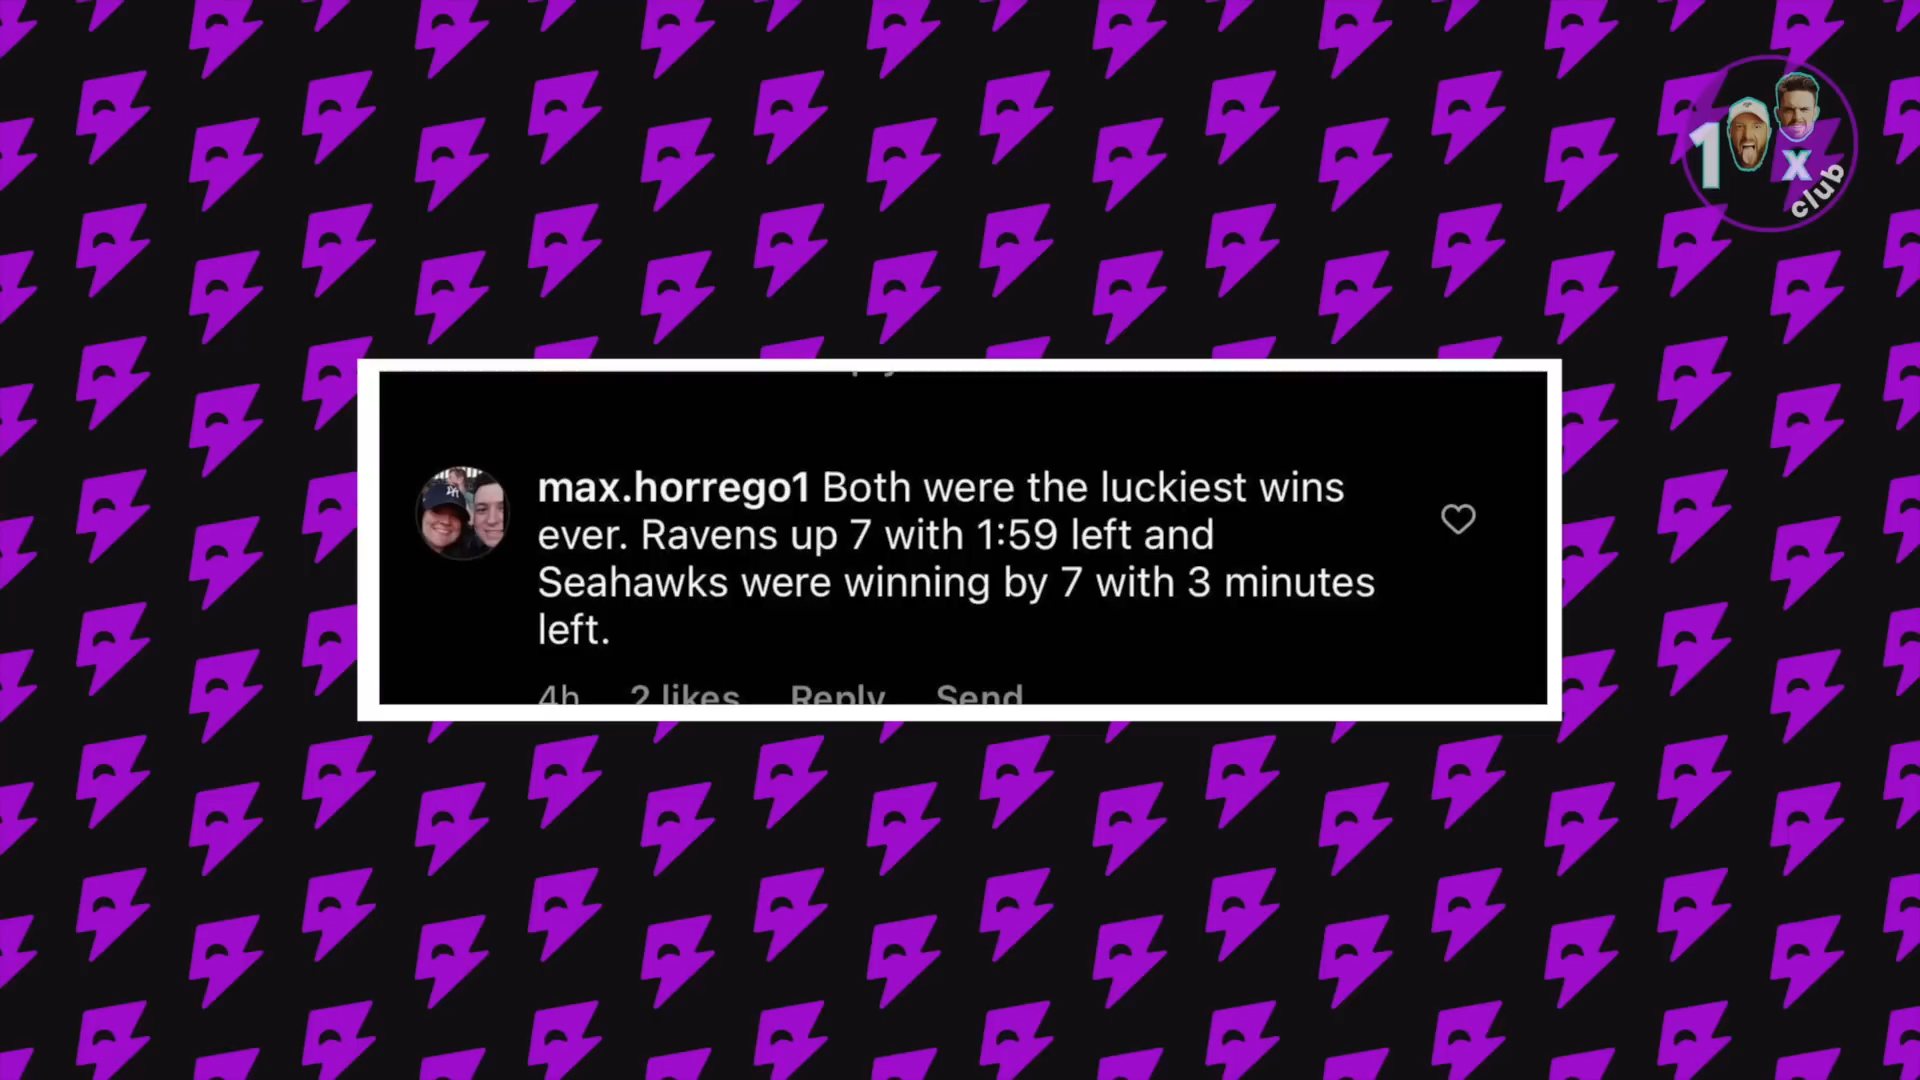 1 x
club
max.horrego1 Both were the luckiest wins
ever. Ravens up 7 with 1:59 left and
Seahawks were winning by 7 with 3 minutes
left.
4h 2 likes Reply Send